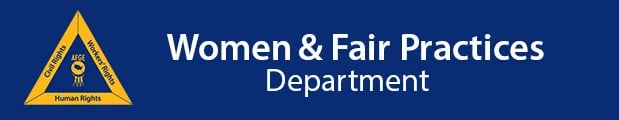 Civil Rights
Workers' Rights
AFGE
Human Rights
Women & Fair Practices
Department